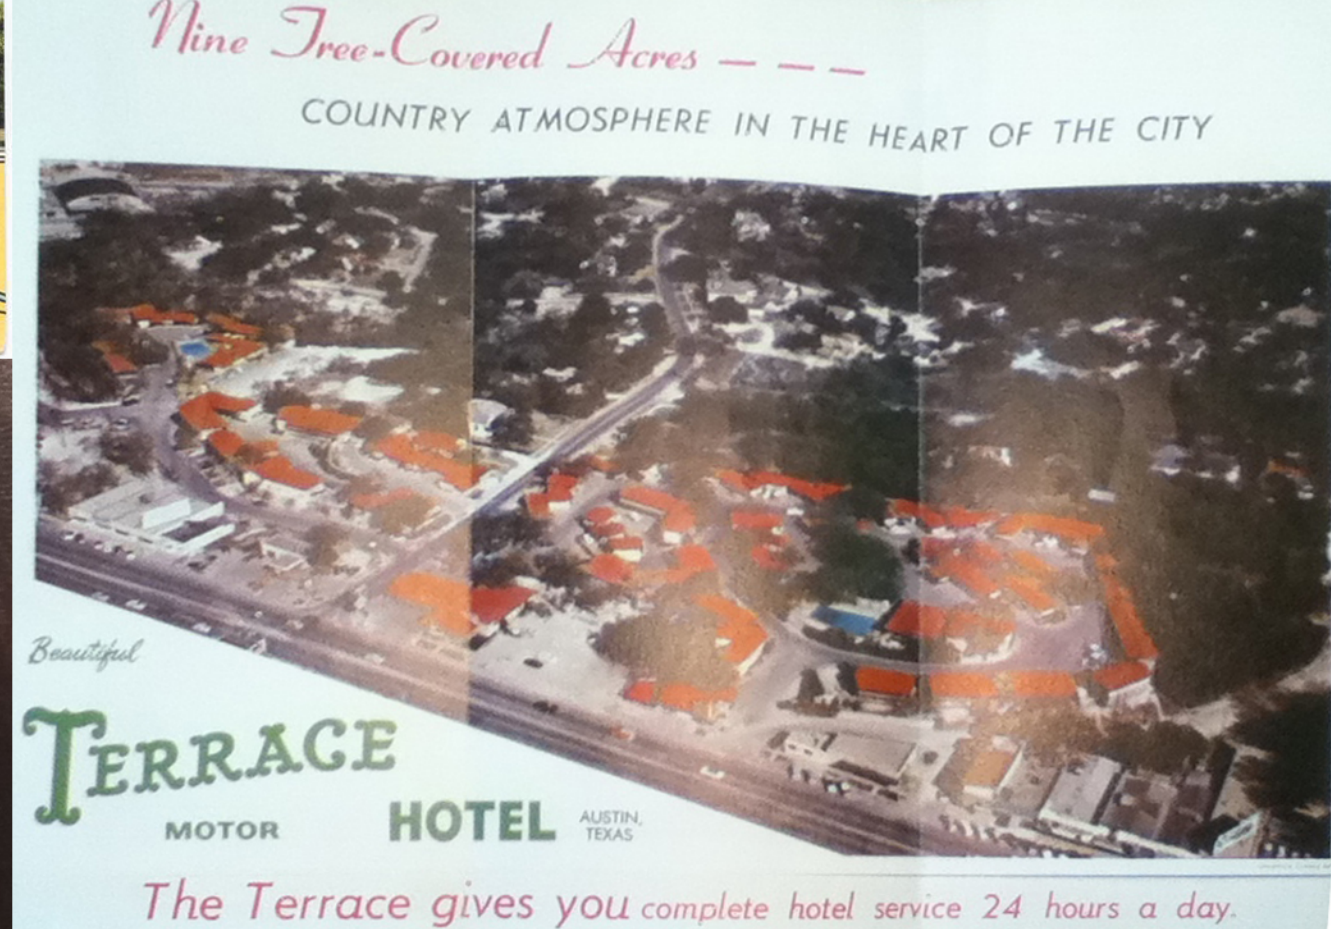 Nine Tree-Covered Acres – – –
COUNTRY ATMOSPHERE IN THE HEART OF THE CITY
Beautiful
TERRACE
MOTOR HOTEL AUSTIN,
TEXAS
The Terrace gives you complete hotel service 24 hours a day.